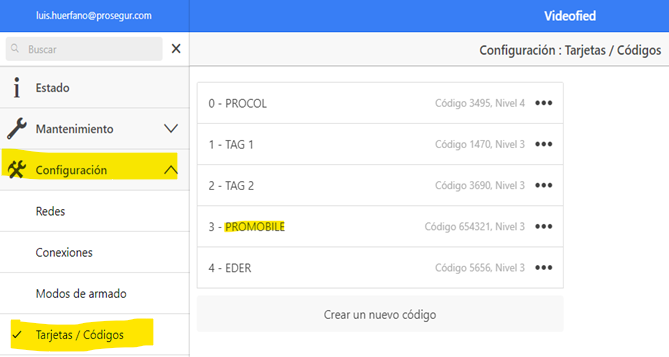 luis.huerfano@prosegur.com
Videofied
Buscar
Configuración : Tarjetas / Códigos
Estado
Mantenimiento
Configuración
Redes
Conexiones
Modos de armado
Tarjetas / Códigos
0 - PROCOL Código 3495, Nivel 4
1 - TAG 1 Código 1470, Nivel 3
2 - TAG 2 Código 3690, Nivel 3
3 - PROMOBILE Código 654321, Nivel 3
4 - EDER Código 5656, Nivel 3
Crear un nuevo código